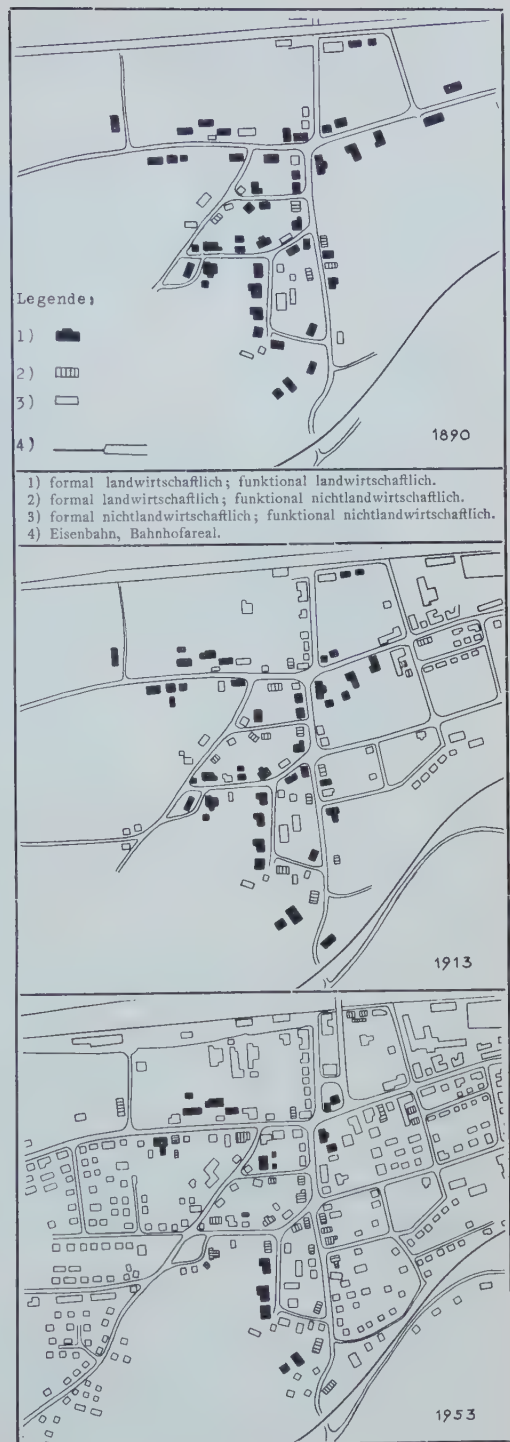 Legende:
1)
2)
3)
4)
1890
1) formal landwirtschaftlich; funktional landwirtschaftlich.
2) formal landwirtschaftlich; funktional nichtlandwirtschaftlich.
3) formal nichtlandwirtschaftlich; funktional nichtlandwirtschaftlich.
4) Eisenbahn, Bahnhofareal.
1913
1953